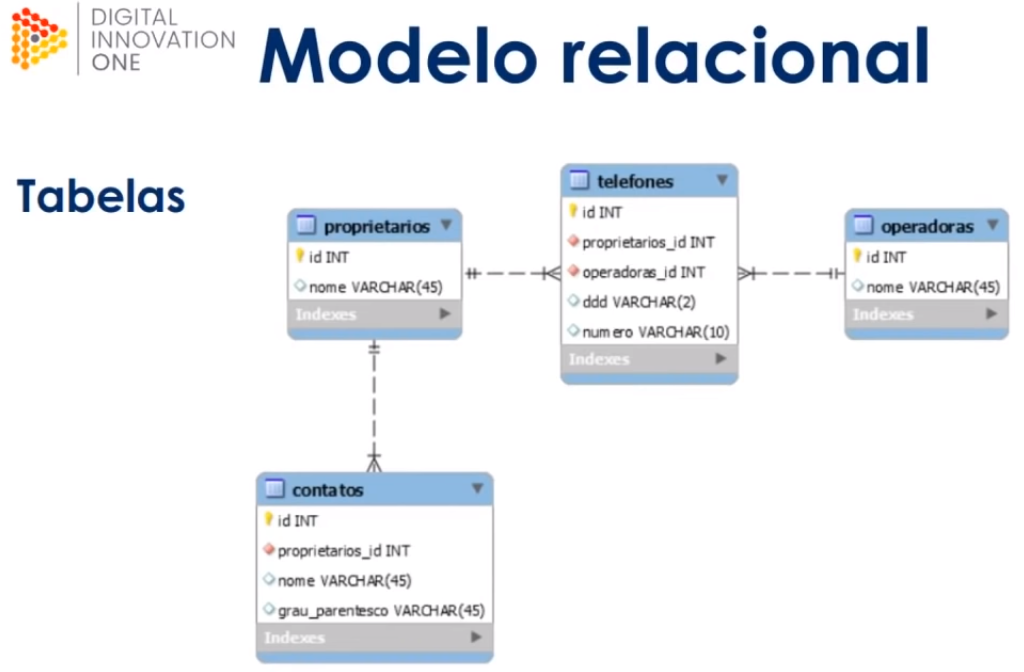 DIGITAL
INNOVATION
ONE
Modelo relacional
Tabelas
proprietarios
id INT
nome VARCHAR(45)
Indexes
telefones
id INT
proprietarios_id INT
operadoras_id INT
ddd VARCHAR(2)
numero VARCHAR(10)
Indexes
operadoras
id INT
nome VARCHAR(45)
Indexes
contatos
id INT
proprietarios_id INT
nome VARCHAR(45)
grau_parentesco VARCHAR(45)
Indexes